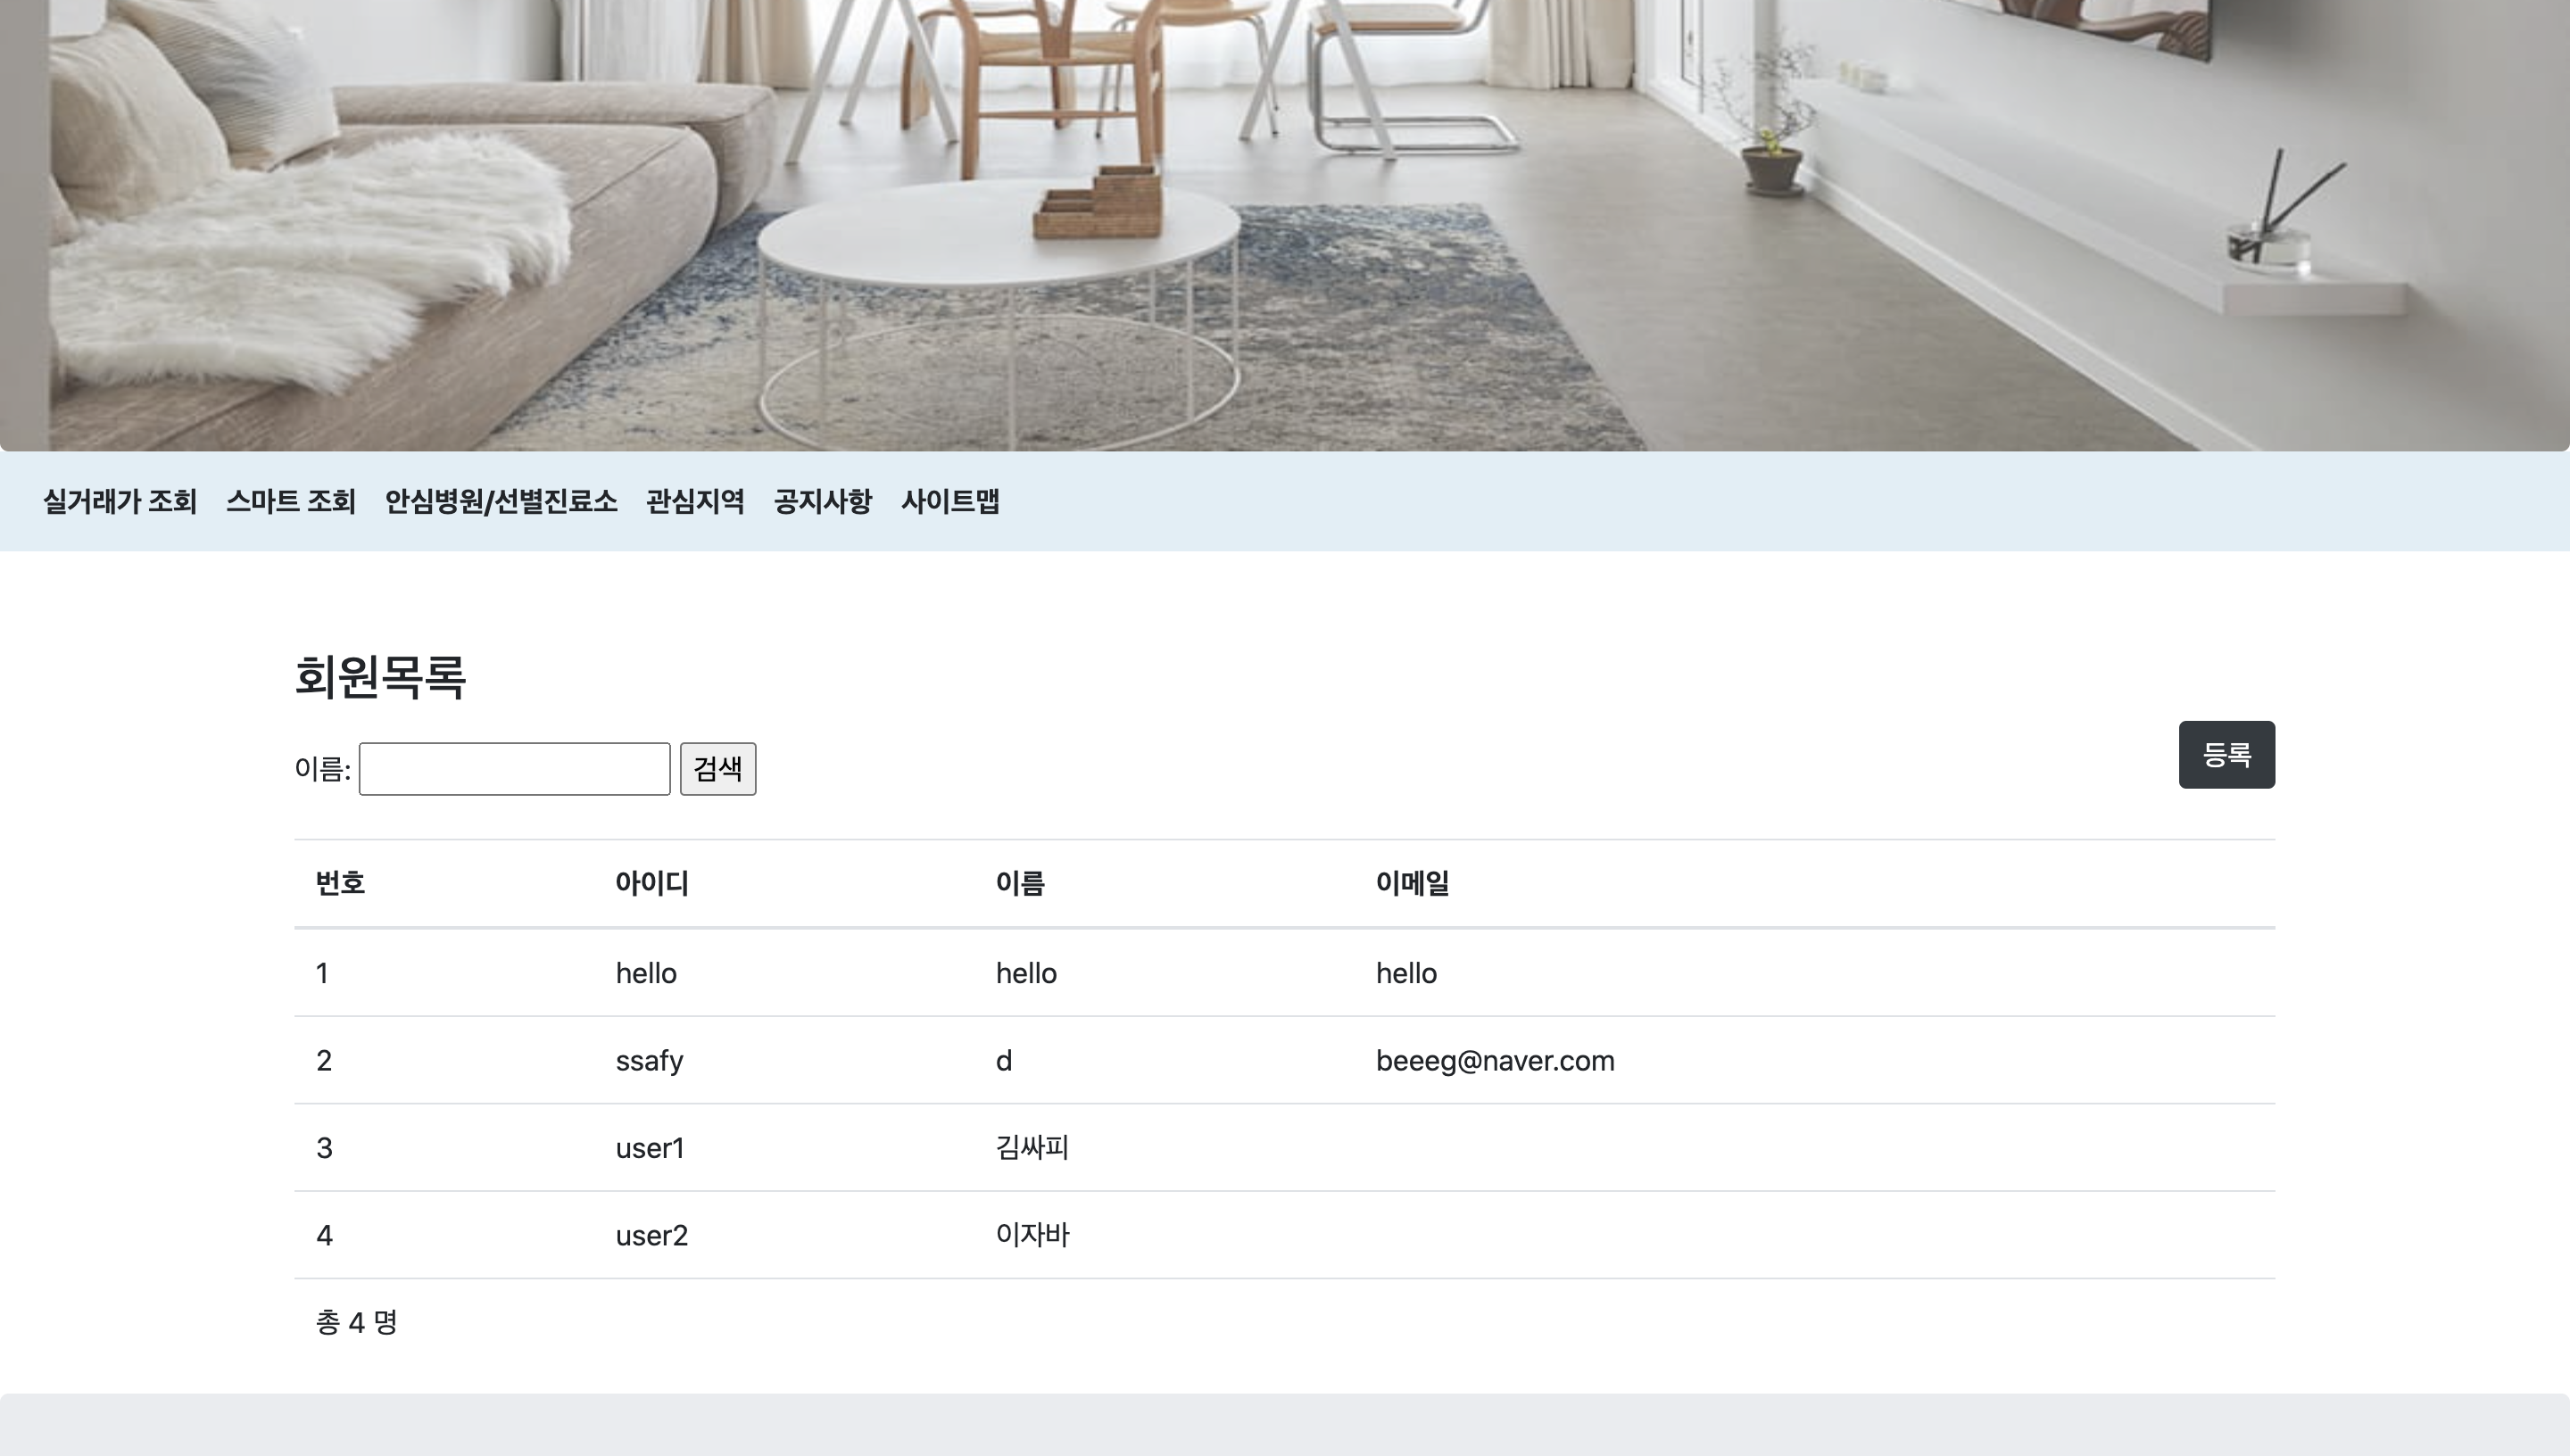 실거래가 조회 스마트 조회 안심병원/선별진료소 관심지역 공지사항 사이트맵
회원목록
이름: 검색 등록
번호 아이디 이름 이메일
1 hello hello hello
2 ssafy d beeeg@naver.com
3 user1 김싸피
4 user2 이자바
총 4 명